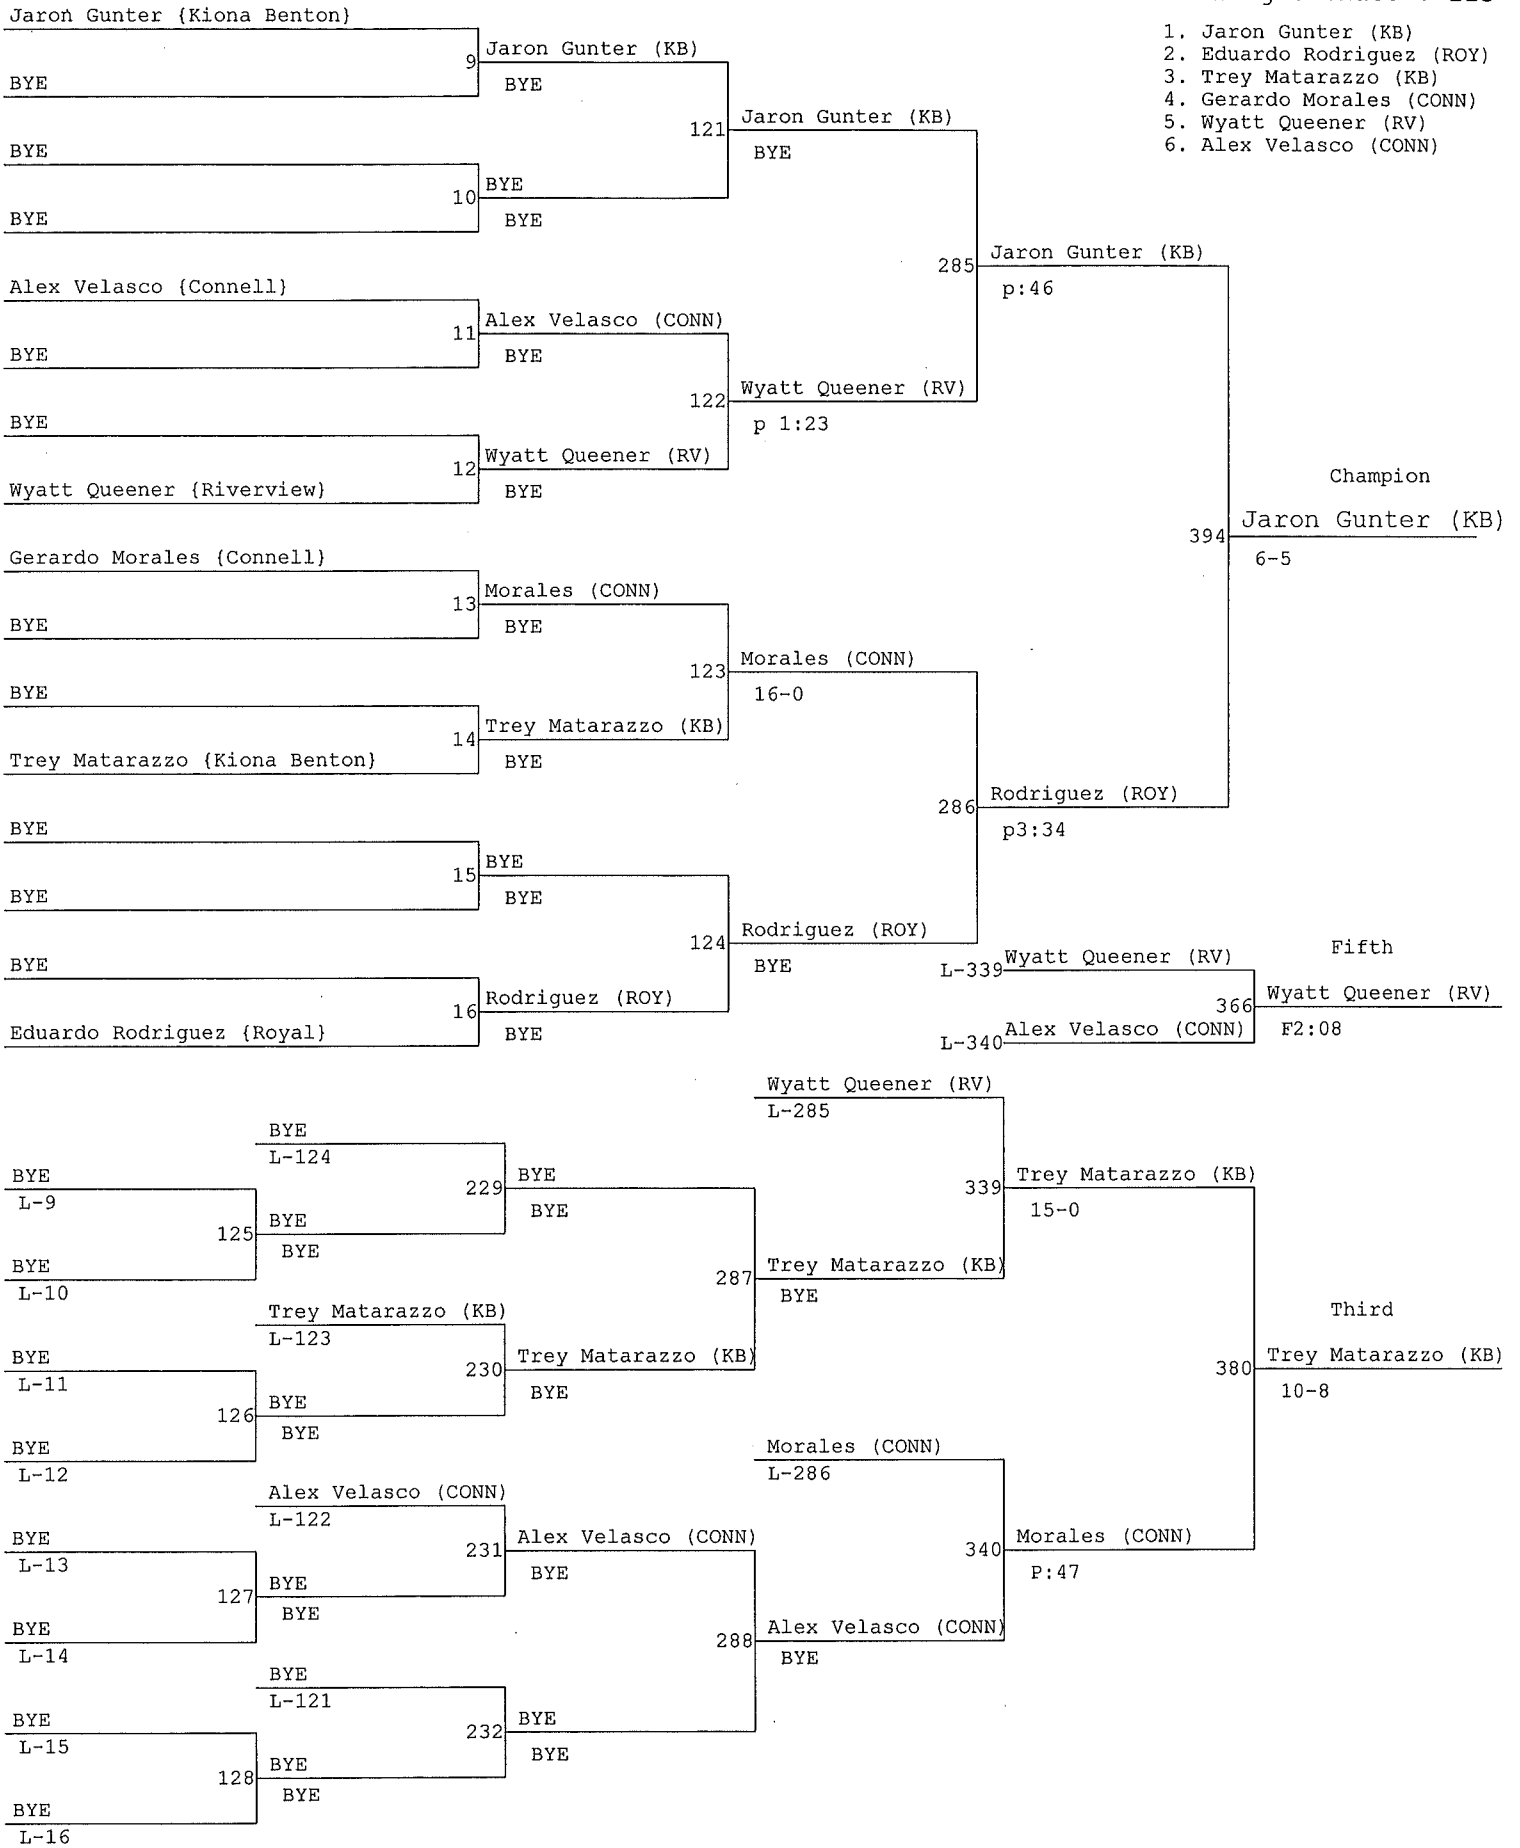 Jaron Gunter {Kiona Benton}
9
Jaron Gunter (KB)
BYE
BYE
121
Jaron Gunter (KB)
BYE
BYE
10
BYE
BYE
BYE
285
Jaron Gunter (KB)
p:46
Alex Velasco {Connell}
11
Alex Velasco (CONN)
BYE
BYE
122
Wyatt Queener (RV)
p 1:23
BYE
12
Wyatt Queener (RV)
BYE
Wyatt Queener {Riverview}
Champion
394
Jaron Gunter (KB)
6-5
Gerardo Morales {Connell}
13
Morales (CONN)
BYE
BYE
123
Morales (CONN)
16-0
BYE
14
Trey Matarazzo (KB)
BYE
Trey Matarazzo {Kiona Benton}
286
Rodriguez (ROY)
p3:34
BYE
15
BYE
BYE
BYE
124
Rodriguez (ROY)
BYE
BYE
16
Rodriguez (ROY)
BYE
Eduardo Rodriguez {Royal}
1. Jaron Gunter (KB)
2. Eduardo Rodriguez (ROY)
3. Trey Matarazzo (KB)
4. Gerardo Morales (CONN)
5. Wyatt Queener (RV)
6. Alex Velasco (CONN)
Fifth
L-339
Wyatt Queener (RV)
366
Wyatt Queener (RV)
F2:08
L-340
Alex Velasco (CONN)
Wyatt Queener (RV)
L-285
BYE
L-124
BYE
L-9
229
BYE
BYE
125
BYE
BYE
BYE
L-10
339
Trey Matarazzo (KB)
15-0
287
Trey Matarazzo (KB)
BYE
Trey Matarazzo (KB)
L-123
BYE
L-11
230
Trey Matarazzo (KB)
BYE
126
BYE
BYE
BYE
L-12
Third
380
Trey Matarazzo (KB)
10-8
Morales (CONN)
L-286
Alex Velasco (CONN)
L-122
BYE
L-13
231
Alex Velasco (CONN)
BYE
127
BYE
BYE
BYE
L-14
340
Morales (CONN)
P:47
288
Alex Velasco (CONN)
BYE
BYE
L-121
BYE
L-15
232
BYE
BYE
128
BYE
BYE
BYE
L-16